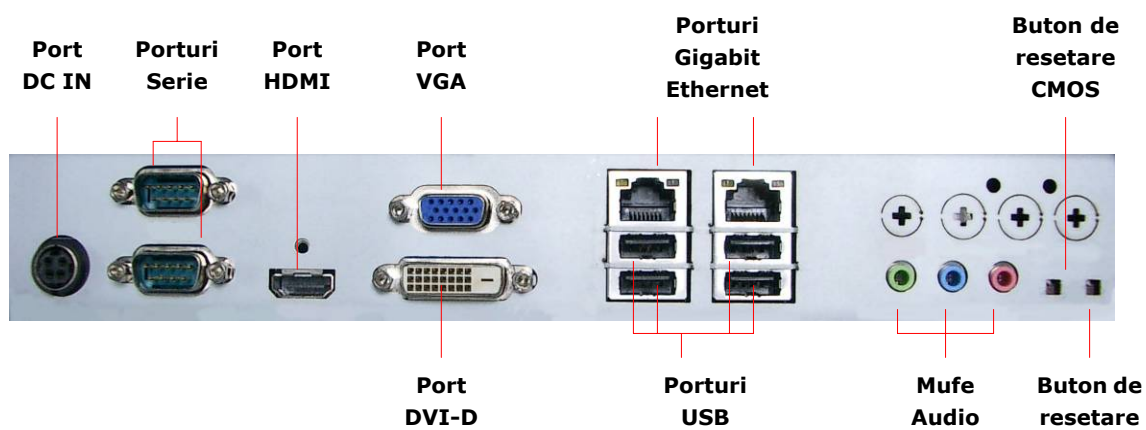 Port
DC IN
Porturi
Serie
Port
HDMI
Port
VGA
Porturi
Gigabit
Ethernet
Buton de
resetare
CMOS
Port
DVI-D
Porturi
USB
Mufe
Audio
Buton de
resetare